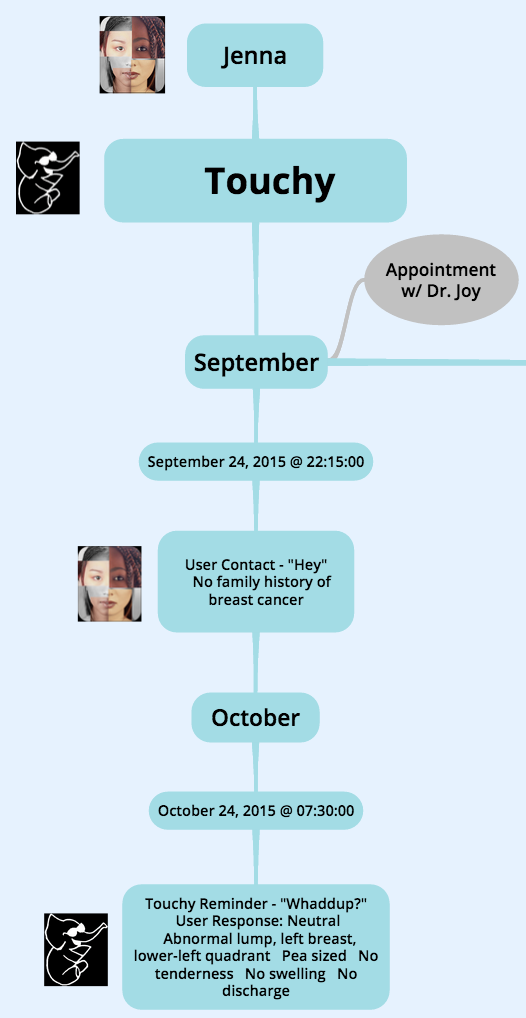 Jenna
Touchy
Appointment
w/ Dr. Joy
September
September 24, 2015 @ 22:15:00
User Contact - "Hey"
No family history of
breast cancer
October
October 24, 2015 @ 07:30:00
Touchy Reminder - "Whaddup?"
User Response: Neutral
Abnormal lump, left breast,
lower-left quadrant   Pea sized   No
tenderness   No swelling   No
discharge